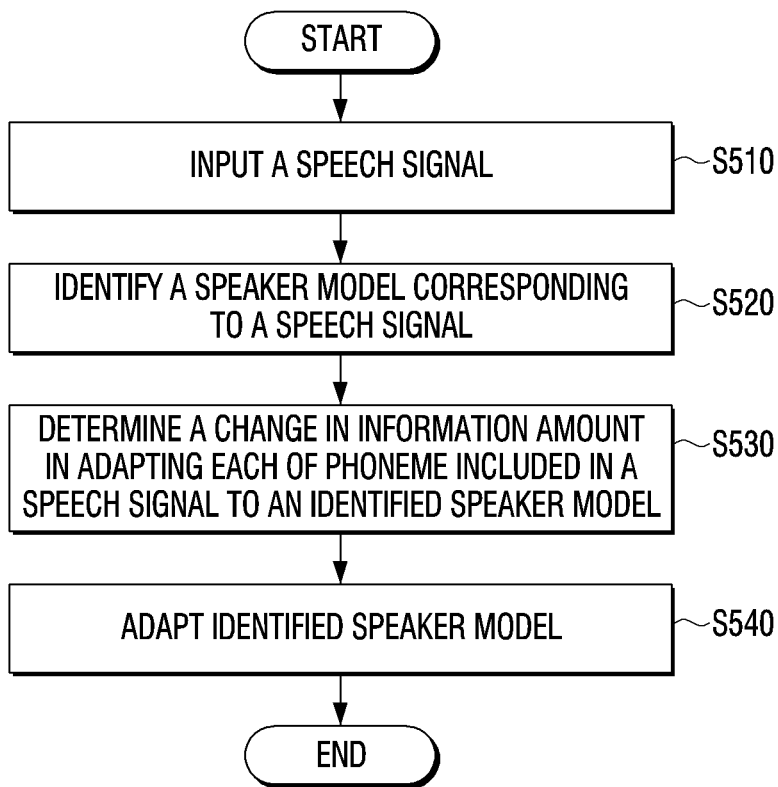 START
INPUT A SPEECH SIGNAL
S510
IDENTIFY A SPEAKER MODEL CORRESPONDING
TO A SPEECH SIGNAL
S520
DETERMINE A CHANGE IN INFORMATION AMOUNT
IN ADAPTING EACH OF PHONEME INCLUDED IN A
SPEECH SIGNAL TO AN IDENTIFIED SPEAKER MODEL
S530
ADAPT IDENTIFIED SPEAKER MODEL
S540
END